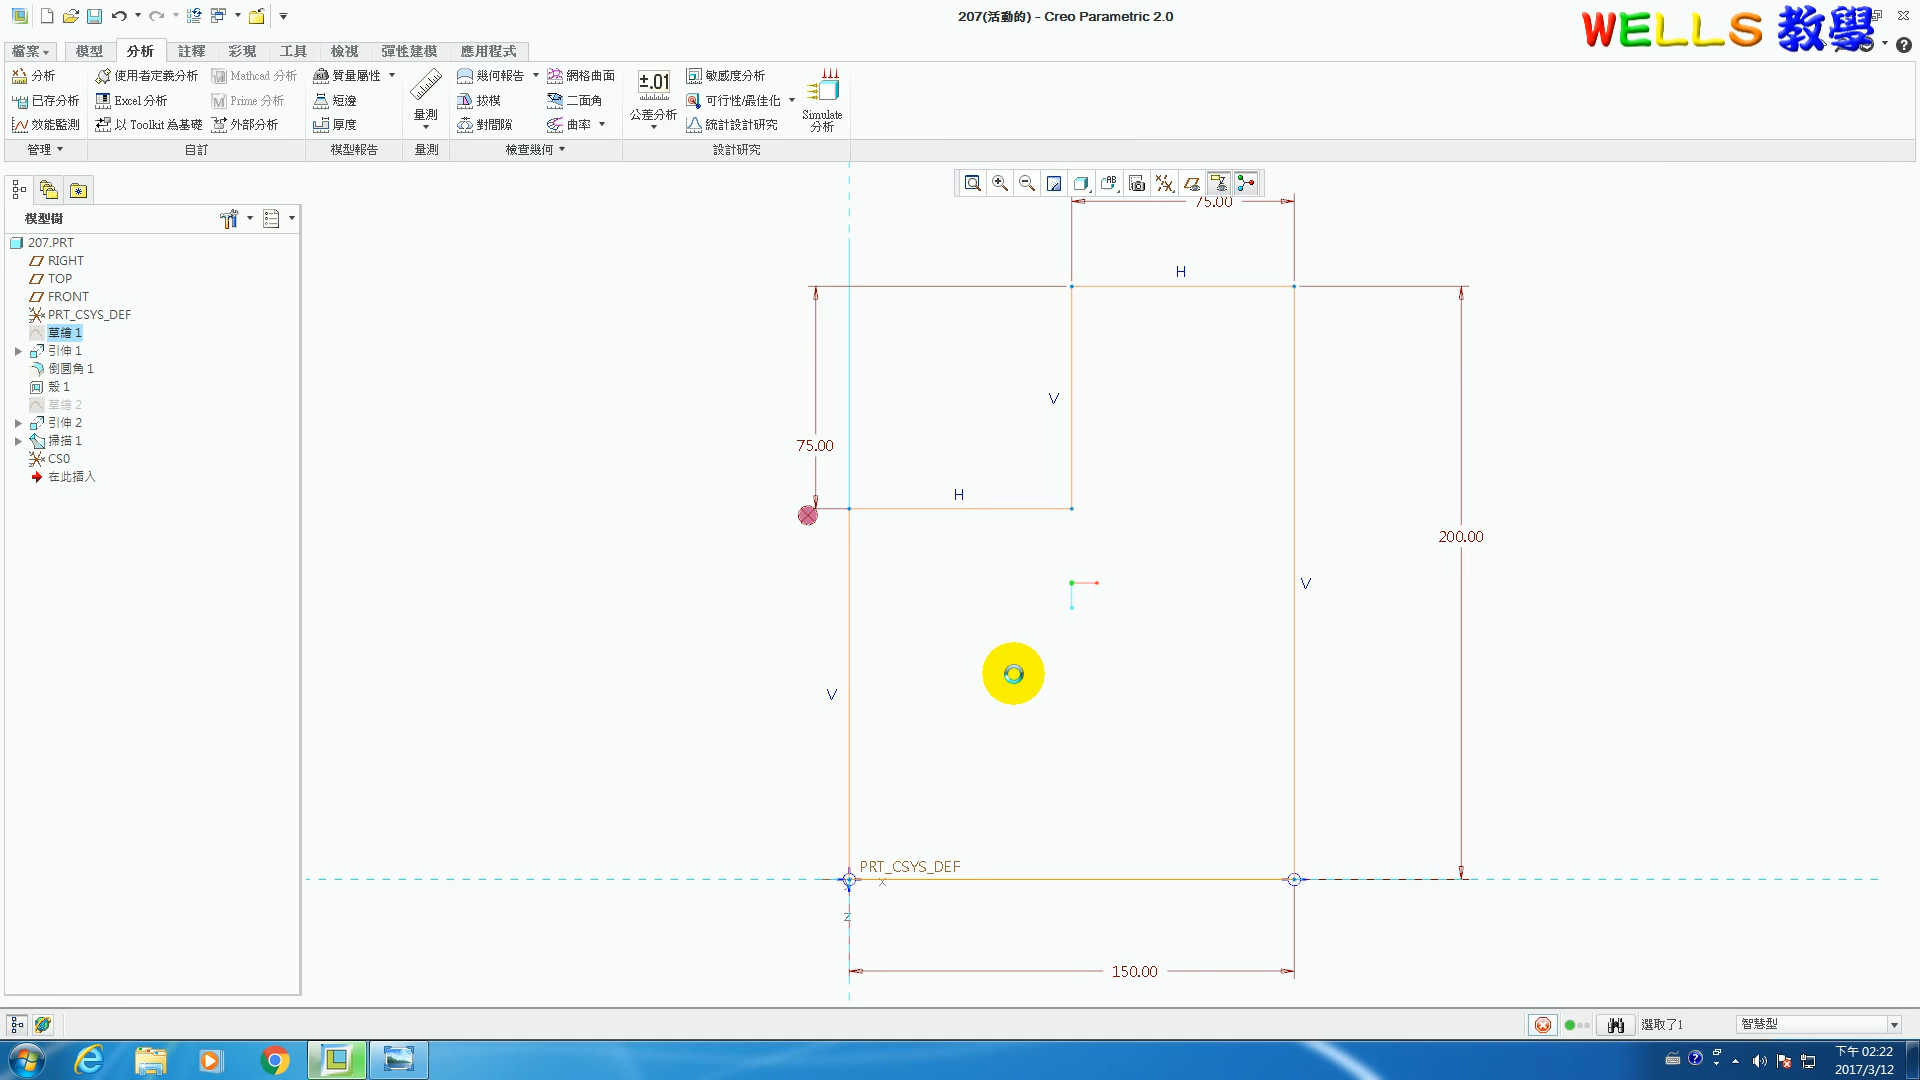 207(活動的) - Creo Parametric 2.0
WELLS 教學
檔案 模型 分析 註釋 彩現 工具 檢視 彈性建模 應用程式
分析 使用者定義分析 Mathcad 分析 質量屬性 幾何報告 網格曲面 敏感度分析
已存分析 Excel 分析 Prime 分析 短邊 量測 拔模 二面角 公差分析 可行性/最佳化 Simulate 分析
效能監測 以 Toolkit 為基礎 外部分析 厚度 對間隙 曲率 統計設計研究
管理 自訂 模型報告 量測 檢查幾何 設計研究
模型樹
207.PRT
RIGHT
TOP
FRONT
PRT_CSYS_DEF
草繪 1
引伸 1
倒圓角 1
殼 1
草繪 2
引伸 2
掃描 1
CS0
在此插入
75.00
H
V
75.00
H
200.00
V
V
PRT_CSYS_DEF
X
Z
150.00
選取了1
智慧型
下午 02:22
2017/3/12